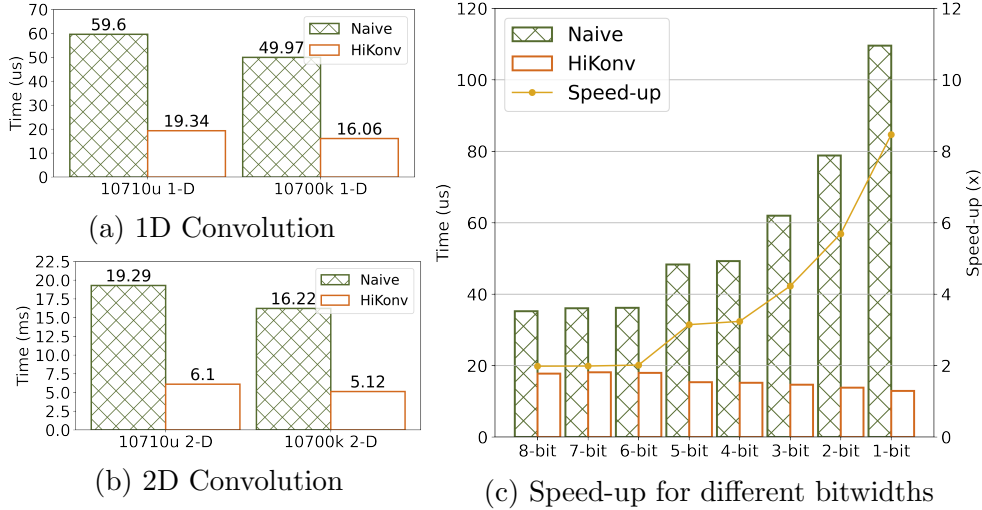 70
60
50
40
30
20
10
0
Time (us)
59.6
19.34
49.97
16.06
Naive
HiKonv
10710u 1-D
10700k 1-D
(a) 1D Convolution
22.5
20.0
17.5
15.0
12.5
10.0
7.5
5.0
2.5
0.0
Time (ms)
19.29
6.1
16.22
5.12
Naive
HiKonv
10710u 2-D
10700k 2-D
(b) 2D Convolution
120
100
80
60
40
20
0
Time (us)
Naive
HiKonv
Speed-up
12
10
8
6
4
2
0
Speed-up (x)
8-bit 7-bit 6-bit 5-bit 4-bit 3-bit 2-bit 1-bit
(c) Speed-up for different bitwidths